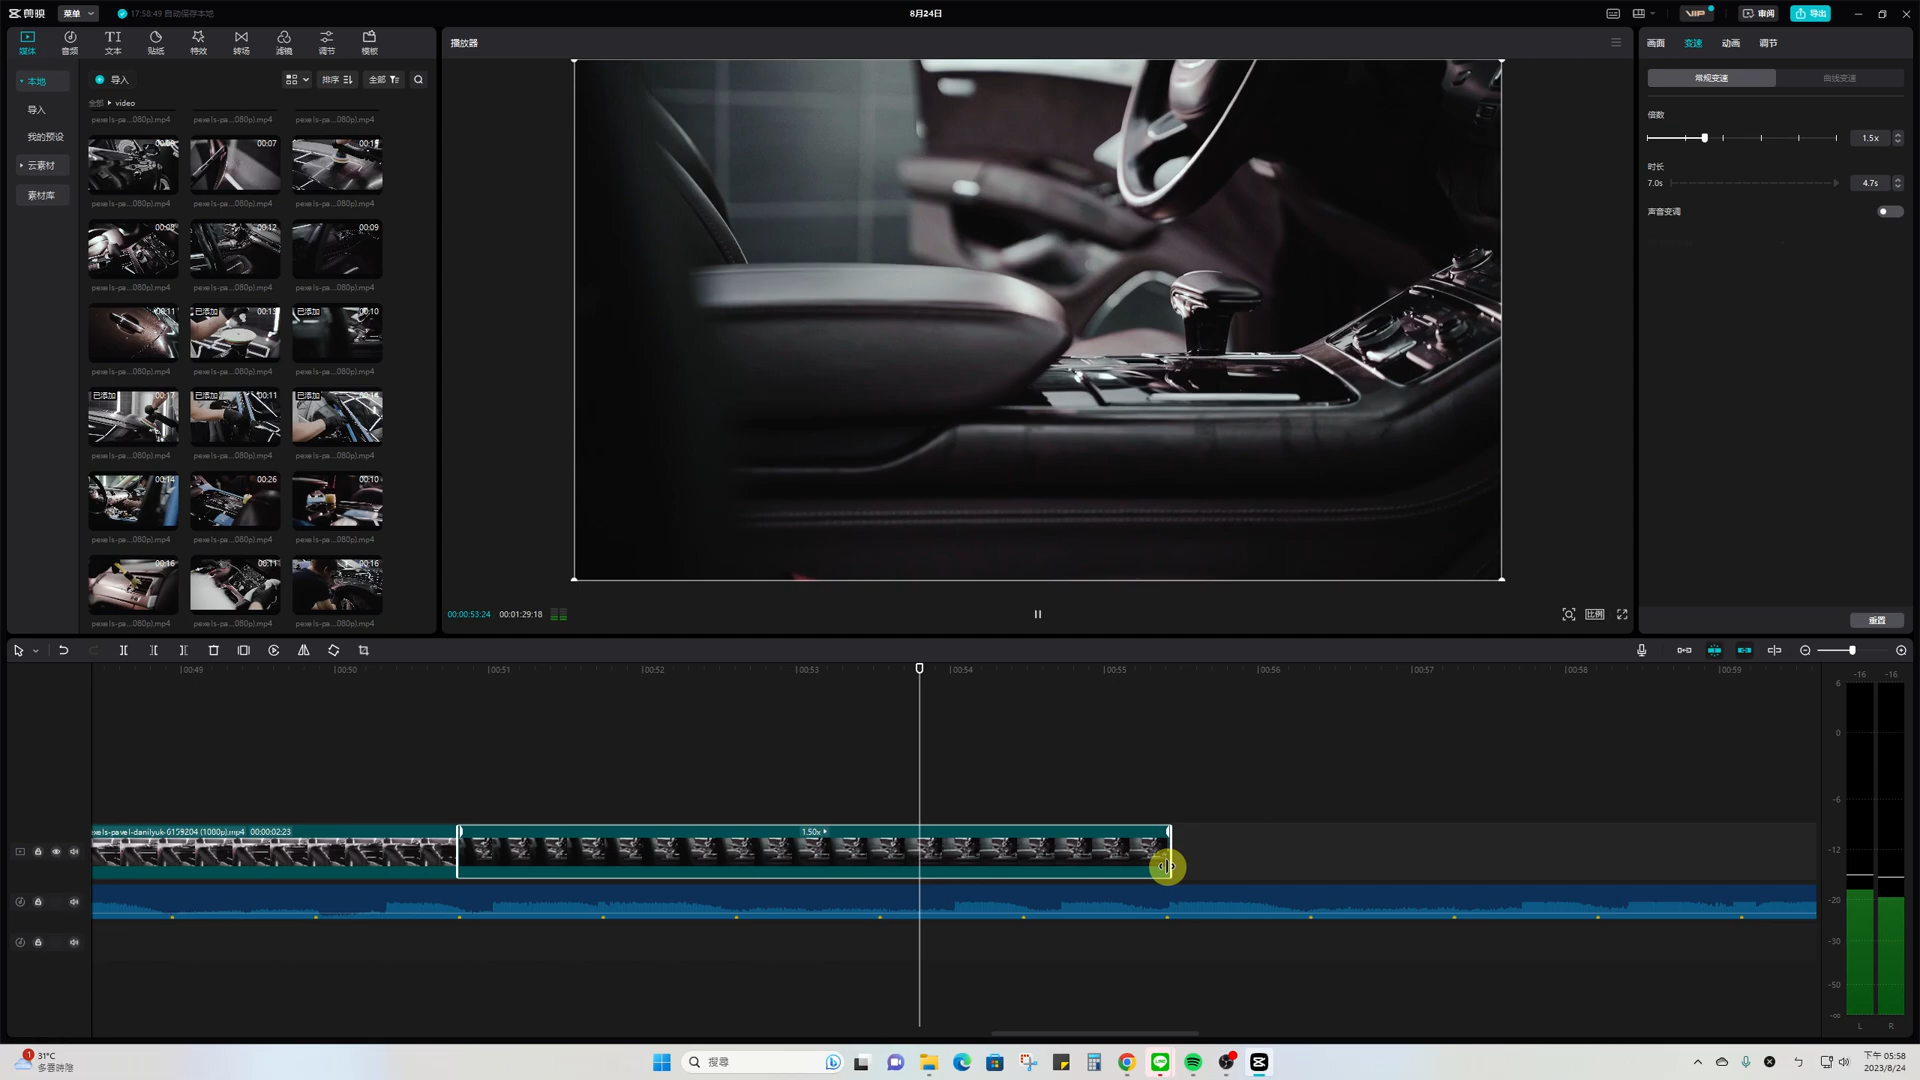 剪映
菜单
17:58:49 自动保存本地
8月24日
VIP
审阅
导出
媒体
音频
文本
贴纸
特效
转场
滤镜
调节
模板
本地
导入
我的预设
云素材
素材库
导入
排序
全部
全部
video
pexels-pa...080p).mp4
pexels-pa...080p).mp4
pexels-pa...080p).mp4
00:07
pexels-pa...080p).mp4
pexels-pa...080p).mp4
pexels-pa...080p).mp4
00:12
00:09
pexels-pa...080p).mp4
pexels-pa...080p).mp4
pexels-pa...080p).mp4
00:11
已添加
00:13
已添加
00:10
pexels-pa...080p).mp4
pexels-pa...080p).mp4
pexels-pa...080p).mp4
已添加
00:17
已添加
00:11
已添加
pexels-pa...080p).mp4
pexels-pa...080p).mp4
pexels-pa...080p).mp4
00:14
00:26
00:10
pexels-pa...080p).mp4
pexels-pa...080p).mp4
pexels-pa...080p).mp4
00:16
00:11
00:16
pexels-pa...080p).mp4
pexels-pa...080p).mp4
pexels-pa...080p).mp4
播放器
00:00:53:24
00:01:29:18
比例
画面
变速
动画
调节
常规变速
曲线变速
倍数
1.5x
时长
7.0s
4.7s
声音变调
重置
00:49
00:50
00:51
00:52
00:53
00:54
00:55
00:56
00:57
00:58
00:59
xels-pavel-danilyuk-6159204 (1080p).mp4 00:00:02:23
1.50x
-16
-16
6
0
-6
-12
-20
-30
-50
-∞
L
R
1
31°C
多雲時陰
搜尋
下午 05:58
2023/8/24